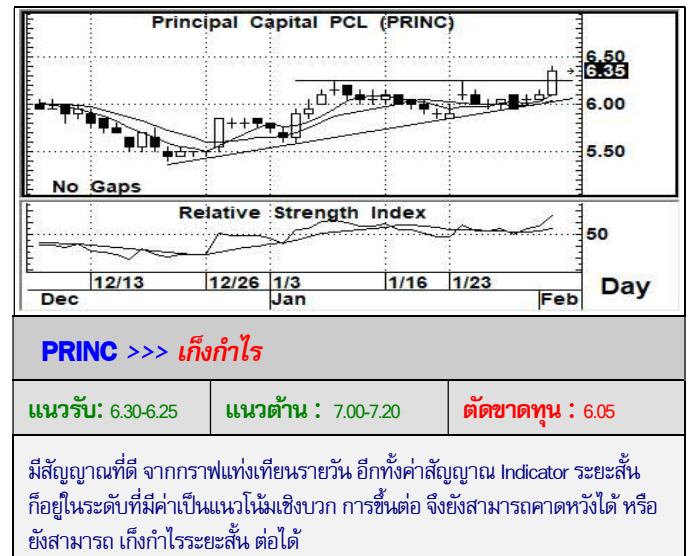 Principal Capital PCL (PRINC)
6.50
6.35
6.00
5.50
No Gaps
Relative Strength Index
50
12/13 12/26 1/3 1/16 1/23
Dec Jan Feb
Day
PRINC >>> เก็งกำไร
แนวรับ: 6.30-6.25 แนวต้าน : 7.00-7.20 ตัดขาดทุน : 6.05
มีสัญญาณที่ดี จากกราฟแท่งเทียนรายวัน อีกทั้งค่าสัญญาณ Indicator ระยะสั้น
ก็อยู่ในระดับที่มีค่าเป็นแนวโน้มเชิงบวก การขึ้นต่อ จึงยังสามารถคาดหวังได้ หรือ
ยังสามารถ เก็งกำไรระยะสั้น ต่อได้